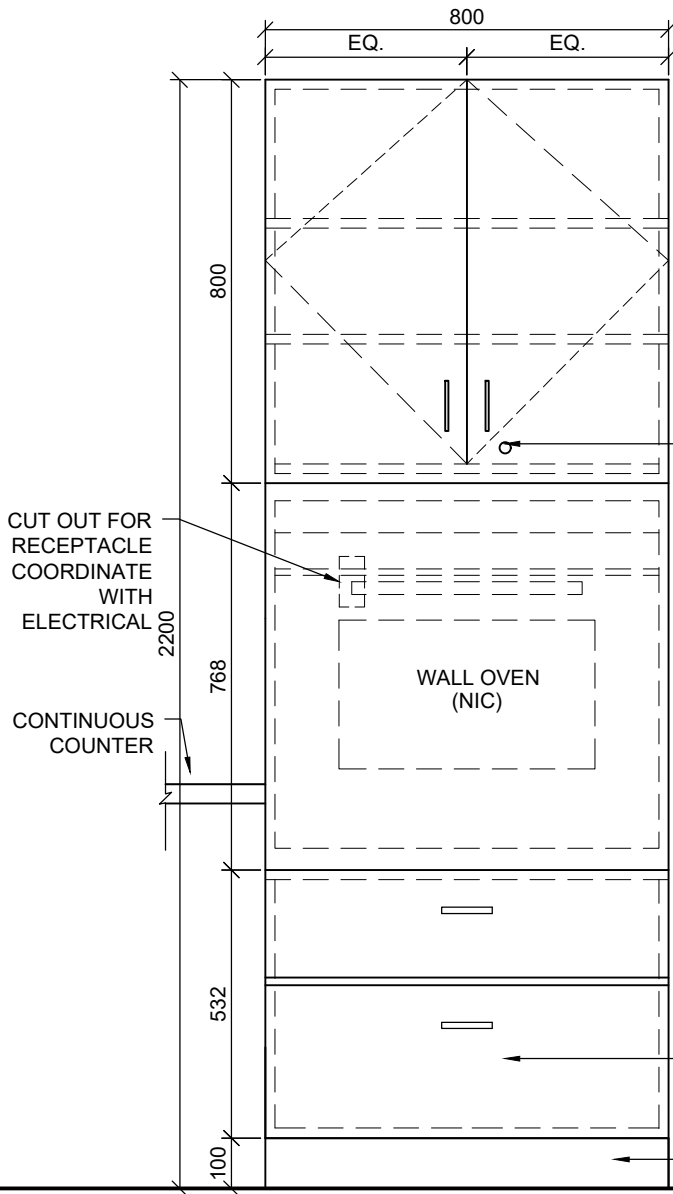 800
EQ.
EQ.
800
CUT OUT FOR
RECEPTACLE
COORDINATE
WITH
ELECTRICAL
2200
768
WALL OVEN
(NIC)
CONTINUOUS
COUNTER
532
100